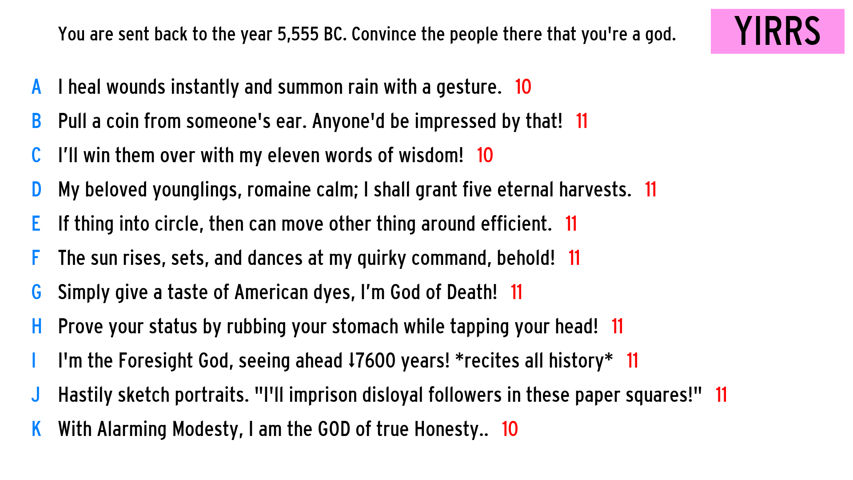 You are sent back to the year 5,555 BC. Convince the people there that you're a god.
YIRRS
A I heal wounds instantly and summon rain with a gesture. 10
B Pull a coin from someone's ear. Anyone'd be impressed by that! 11
C I’ll win them over with my eleven words of wisdom! 10
D My beloved younglings, romaine calm; I shall grant five eternal harvests. 11
E If thing into circle, then can move other thing around efficient. 11
F The sun rises, sets, and dances at my quirky command, behold! 11
G Simply give a taste of American dyes, I’m God of Death! 11
H Prove your status by rubbing your stomach while tapping your head! 11
I I'm the Foresight God, seeing ahead ⭣7600 years! *recites all history* 11
J Hastily sketch portraits. "I'll imprison disloyal followers in these paper squares!" 11
K With Alarming Modesty, I am the GOD of true Honesty.. 10